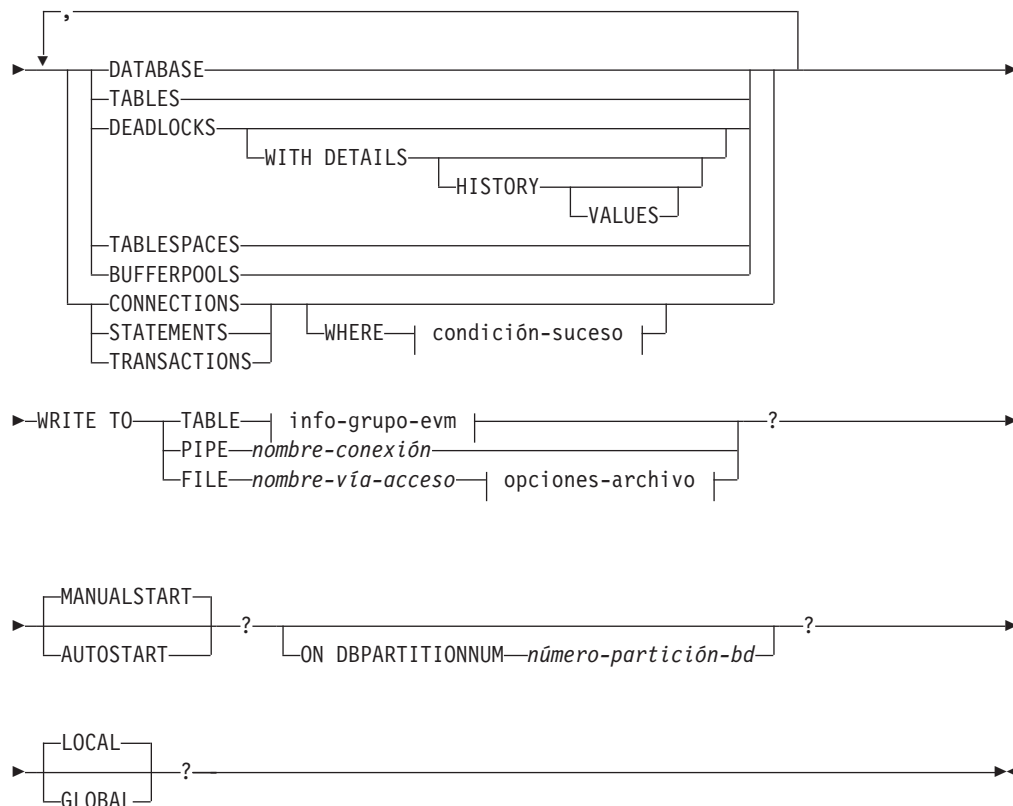 ,
DATABASE
TABLES
DEADLOCKS
WITH DETAILS
HISTORY
VALUES
TABLESPACES
BUFFERPOOLS
CONNECTIONS
STATEMENTS WHERE condición-suceso
TRANSACTIONS
WRITE TO TABLE info-grupo-evm ?
PIPE nombre-conexión
FILE nombre-vía-acceso opciones-archivo
MANUALSTART
? ?
AUTOSTART ON DBPARTITIONNUM número-partición-bd
LOCAL
?
GLOBAL